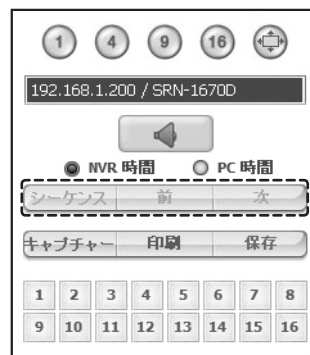 1 4 9 16
192.168.1.200 / SRN-1670D
NVR 時間 PC 時間
シーケンス 前 次
キャプチャー 印刷 保存
1 2 3 4 5 6 7 8
9 10 11 12 13 14 15 16